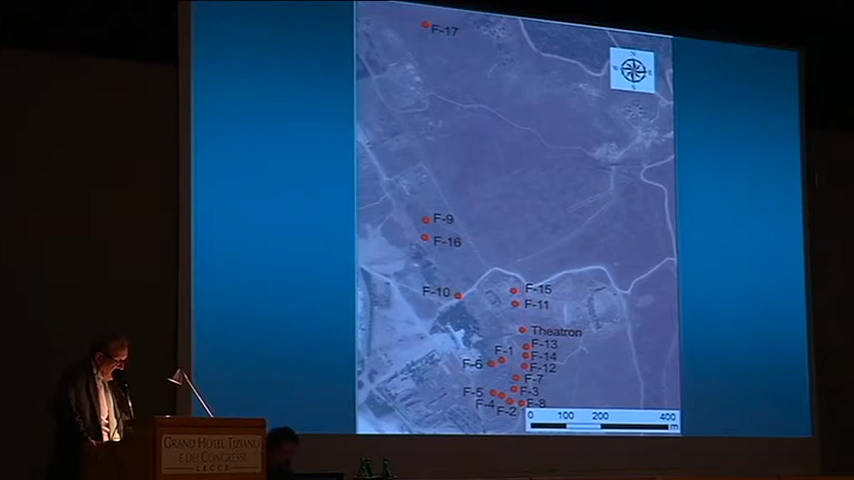 F-17
N
S
F-9
F-16
F-10
F-15
F-11
Theatron
F-13
F-1
F-14
F-6
F-12
F-7
F-5
F-3
F-4
F-2
F-8
0 100 200 400
m
GRAND HOTEL TIZIANO
E DEI CONGRESSI
LECCE